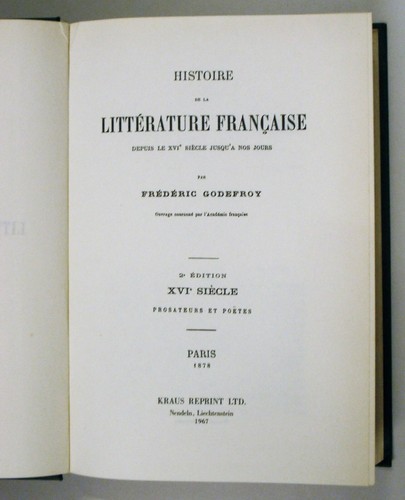 HISTOIRE
DE LA
LITTÉRATURE FRANÇAISE
DEPUIS LE XVIᵉ SIÈCLE JUSQU'A NOS JOURS
PAR
FRÉDÉRIC GODEFROY
Ouvrage couronné par l'Académie française
2ᵉ ÉDITION
XVIᵉ SIÈCLE
PROSATEURS ET POÈTES
PARIS
1878
KRAUS REPRINT LTD.
Nendeln, Liechtenstein
1967